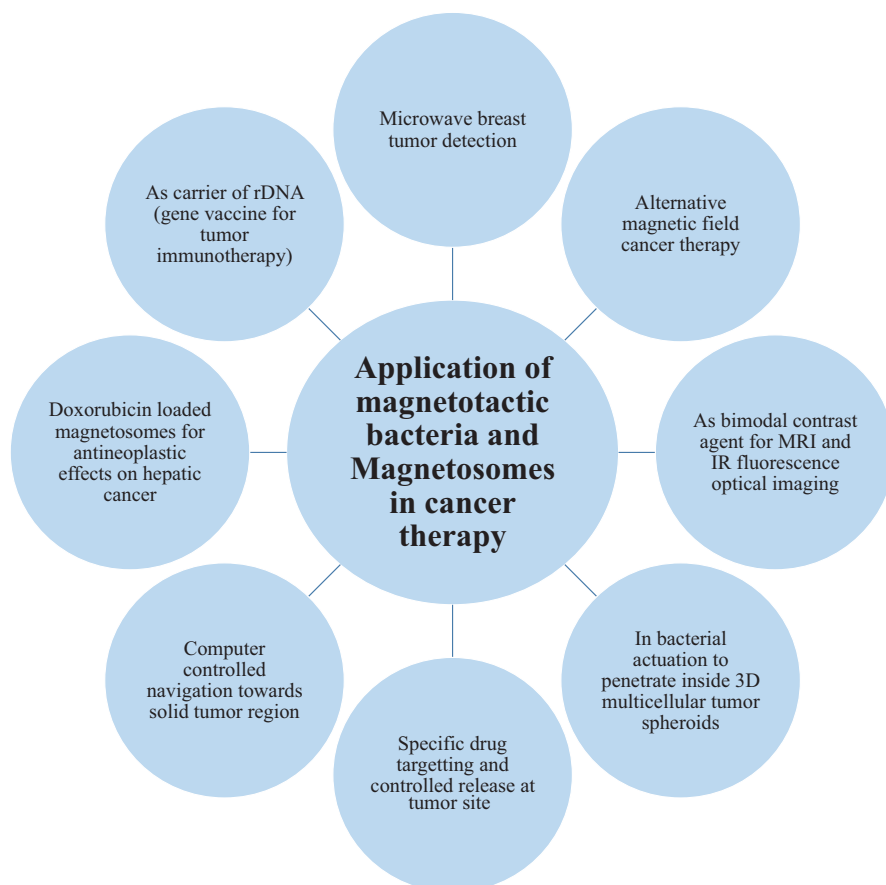 Microwave breast
tumor detection
Alternative
magnetic field
cancer therapy
As bimodal contrast
agent for MRI and
IR fluorescence
optical imaging
In bacterial
actuation to
penetrate inside 3D
multicellular tumor
spheroids
Specific drug
targetting and
controlled release at
tumor site
Computer
controlled
navigation towards
solid tumor region
Doxorubicin loaded
magnetosomes for
antineoplastic
effects on hepatic
cancer
As carrier of rDNA
(gene vaccine for
tumor
immunotherapy)
Application of
magnetotactic
bacteria and
Magnetosomes
in cancer
therapy